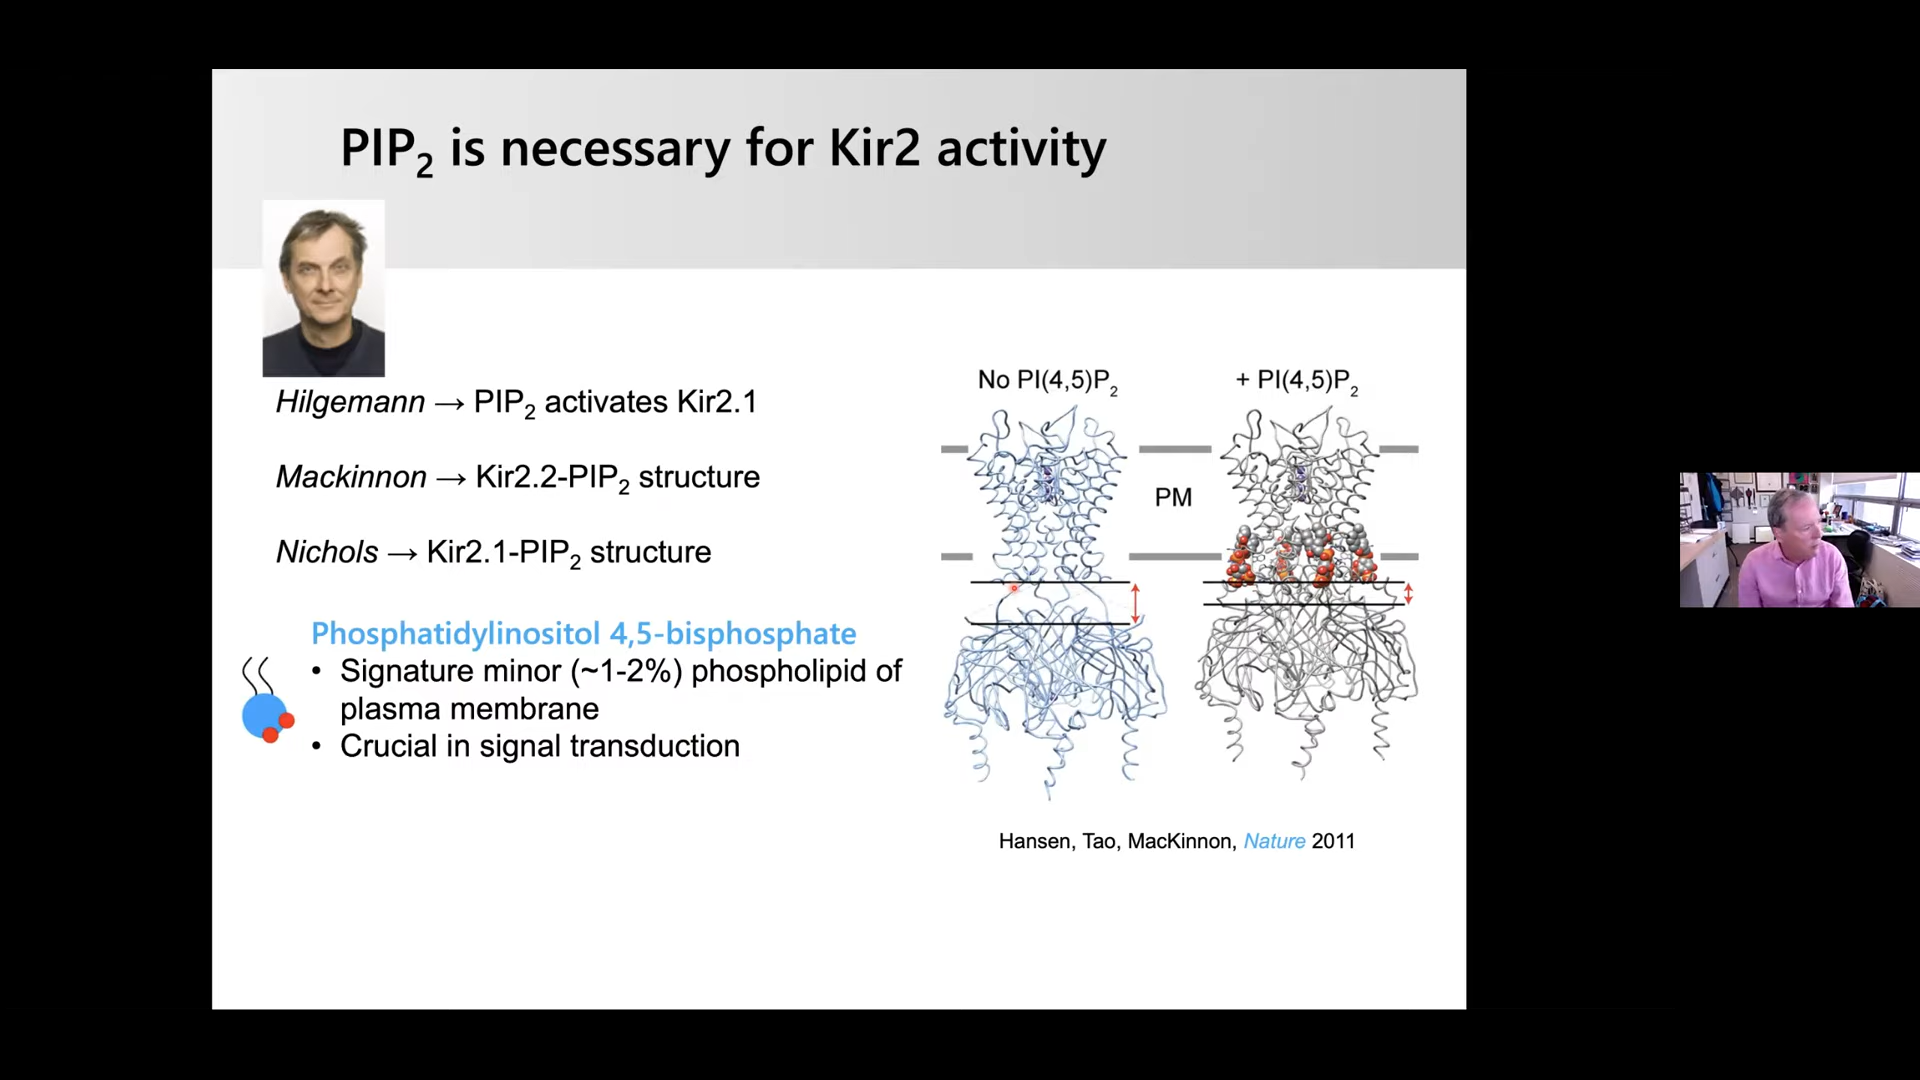 PIP₂ is necessary for Kir2 activity
Hilgemann → PIP₂ activates Kir2.1
Mackinnon → Kir2.2-PIP₂ structure
Nichols → Kir2.1-PIP₂ structure
Phosphatidylinositol 4,5-bisphosphate
• Signature minor (~1-2%) phospholipid of
plasma membrane
• Crucial in signal transduction
No PI(4,5)P₂
+ PI(4,5)P₂
PM
Hansen, Tao, MacKinnon, Nature 2011